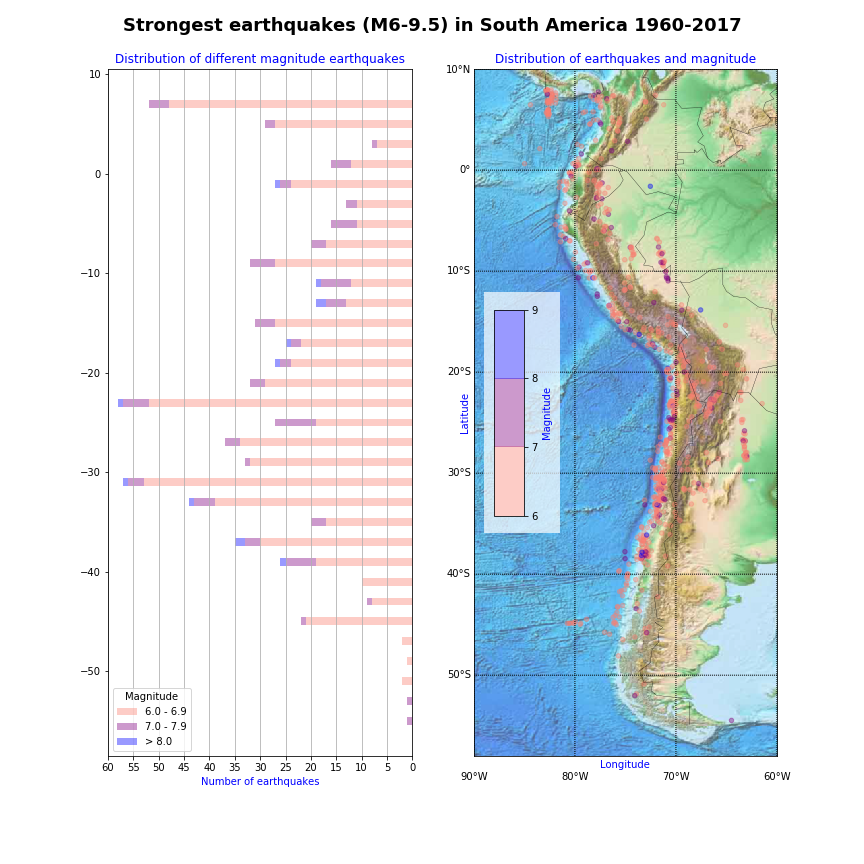 Strongest earthquakes (M6-9.5) in South America 1960-2017
Distribution of different magnitude earthquakes
10
0
−10
−20
−30
−40
−50
Magnitude
6.0 - 6.9
7.0 - 7.9
> 8.0
60 55 50 45 40 35 30 25 20 15 10 5 0
Number of earthquakes
Distribution of earthquakes and magnitude
10°N
0°
10°S
20°S
30°S
40°S
50°S
Latitude
9
8
7
6
Magnitude
Longitude
90°W 80°W 70°W 60°W